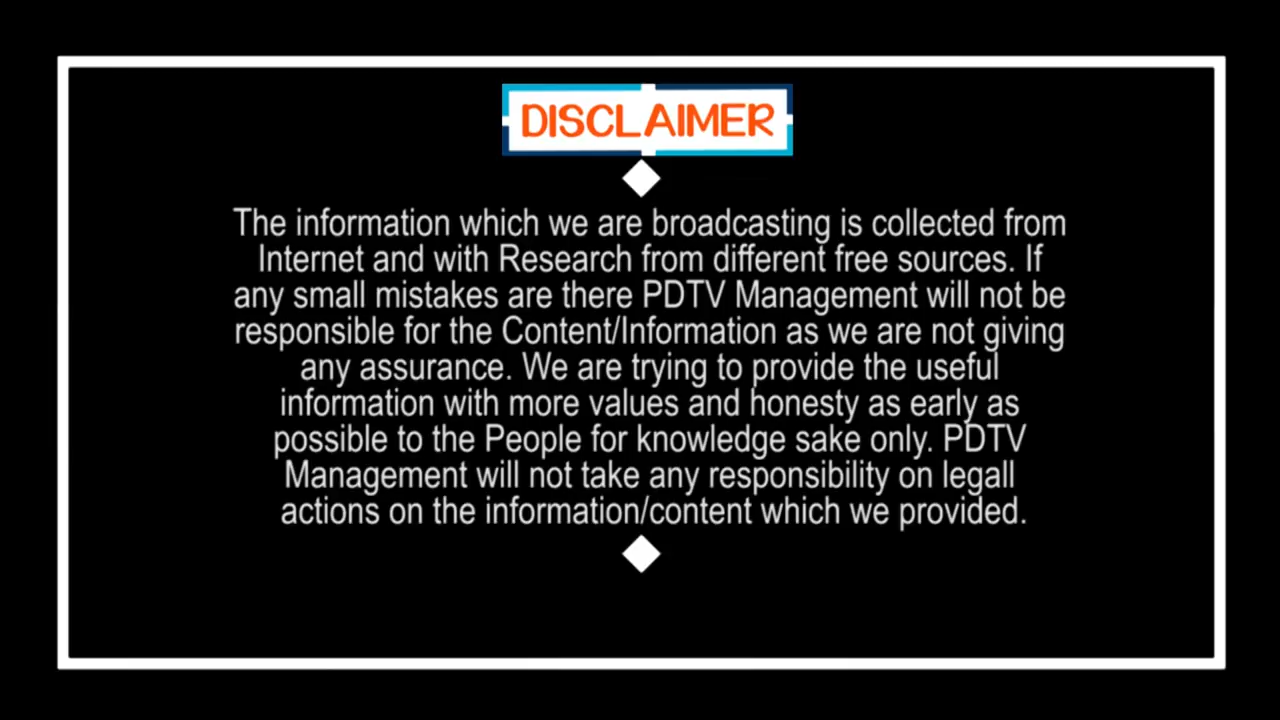 DISCLAIMER
The information which we are broadcasting is collected from
Internet and with Research from different free sources. If
any small mistakes are there PDTV Management will not be
responsible for the Content/Information as we are not giving
any assurance. We are trying to provide the useful
information with more values and honesty as early as
possible to the People for knowledge sake only. PDTV
Management will not take any responsibility on legall
actions on the information/content which we provided.